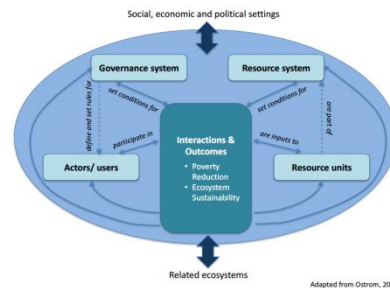 Social, economic and political settings
Governance system
Resource system
set conditions for
set conditions for
define and set rules for
are part of
participate in
are inputs to
Interactions &
Outcomes
• Poverty
Reduction
• Ecosystem
Sustainability
Actors/ users
Resource units
Related ecosystems
Adapted from Ostrom, 20